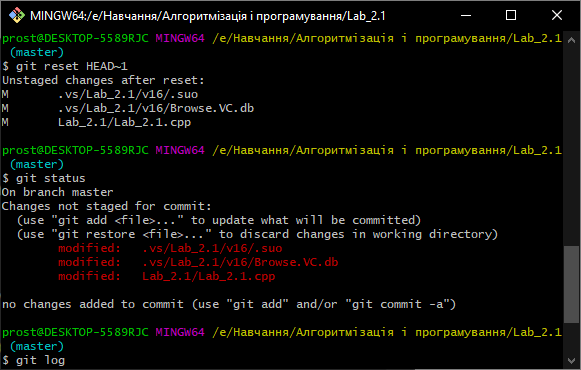 MINGW64:/e/Навчання/Алгоритмізація і програмування/Lab_2.1
prost@DESKTOP-5589RJC MINGW64 /e/Навчання/Алгоритмізація і програмування/Lab_2.1
(master)
$ git reset HEAD~1
Unstaged changes after reset:
M       .vs/Lab_2.1/v16/.suo
M       .vs/Lab_2.1/v16/Browse.VC.db
M       Lab_2.1/Lab_2.1.cpp
prost@DESKTOP-5589RJC MINGW64 /e/Навчання/Алгоритмізація і програмування/Lab_2.1
(master)
$ git status
On branch master
Changes not staged for commit:
  (use "git add <file>..." to update what will be committed)
  (use "git restore <file>..." to discard changes in working directory)
        modified:   .vs/Lab_2.1/v16/.suo
        modified:   .vs/Lab_2.1/v16/Browse.VC.db
        modified:   Lab_2.1/Lab_2.1.cpp
no changes added to commit (use "git add" and/or "git commit -a")
prost@DESKTOP-5589RJC MINGW64 /e/Навчання/Алгоритмізація і програмування/Lab_2.1
(master)
$ git log